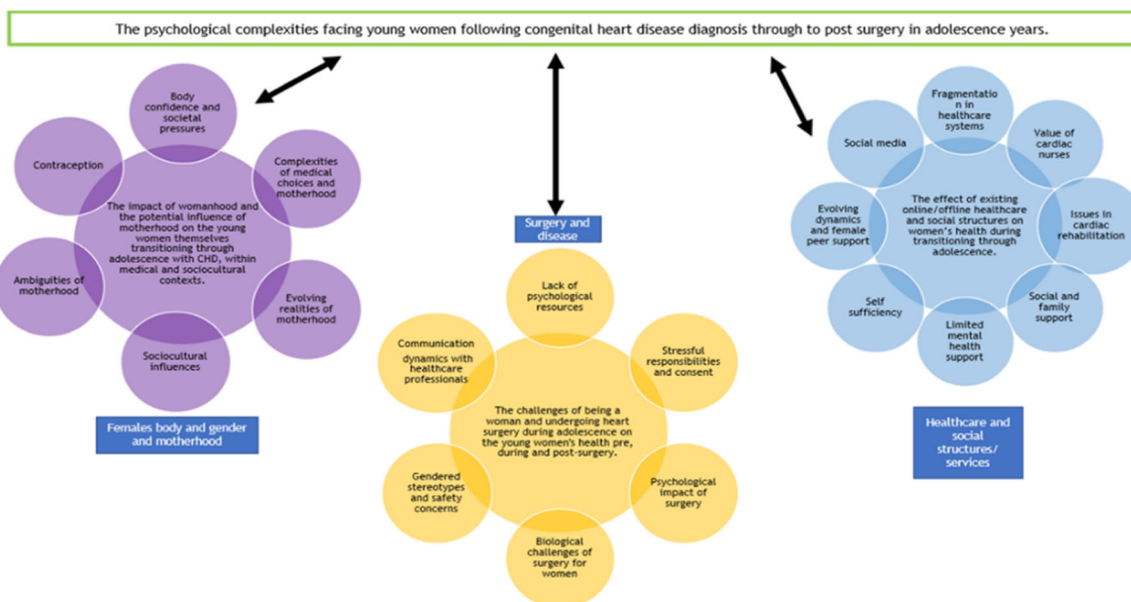 The psychological complexities facing young women following congenital heart disease diagnosis through to post surgery in adolescence years.
Body
confidence and
societal
pressures
Contraception
Complexities
of medical
choices and
motherhood
The impact of womanhood and
the potential influence of
motherhood on the young
women themselves
transitioning through
adolescence with CHD, within
medical and sociocultural
contexts.
Ambiguities of
motherhood
Evolving
realities of
motherhood
Sociocultural
influences
Females body and gender
and motherhood
Surgery and
disease
Lack of
psychological
resources
Communication
dynamics with
healthcare
professionals
Stressful
responsibilities
and consent
The challenges of being a
woman and undergoing heart
surgery during adolescence on
the young women's health pre,
during and post-surgery.
Gendered
stereotypes
and safety
concerns
Psychological
impact of
surgery
Biological
challenges of
surgery for
women
Fragmentatio
n in
healthcare
systems
Social media
Value of
cardiac
nurses
Evolving
dynamics
and female
peer support
The effect of existing
online/offline healthcare
and social structures on
women's health during
transitioning through
adolescence.
Issues in
cardiac
rehabilitation
Self
sufficiency
Social and
family
support
Limited
mental
health
support
Healthcare and
social
structures/
services